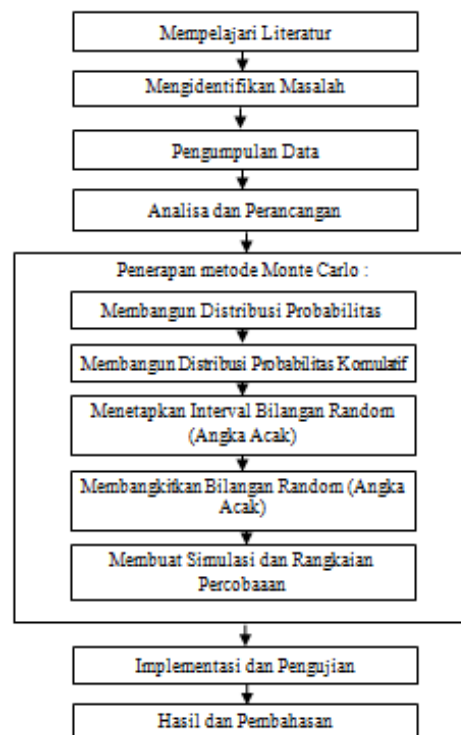 Mempelajari Literatur
Mengidentifikan Masalah
Pengumpulan Data
Analisa dan Perancangan
Penerapan metode Monte Carlo :
Membangun Distribusi Probabilitas
Membangun Distribusi Probabilitas Komulatif
Menetapkan Interval Bilangan Random
(Angka Acak)
Membangkitkan Bilangan Random (Angka
Acak)
Membuat Simulasi dan Rangkaian
Percobaaan
Implementasi dan Pengujian
Hasil dan Pembahasan